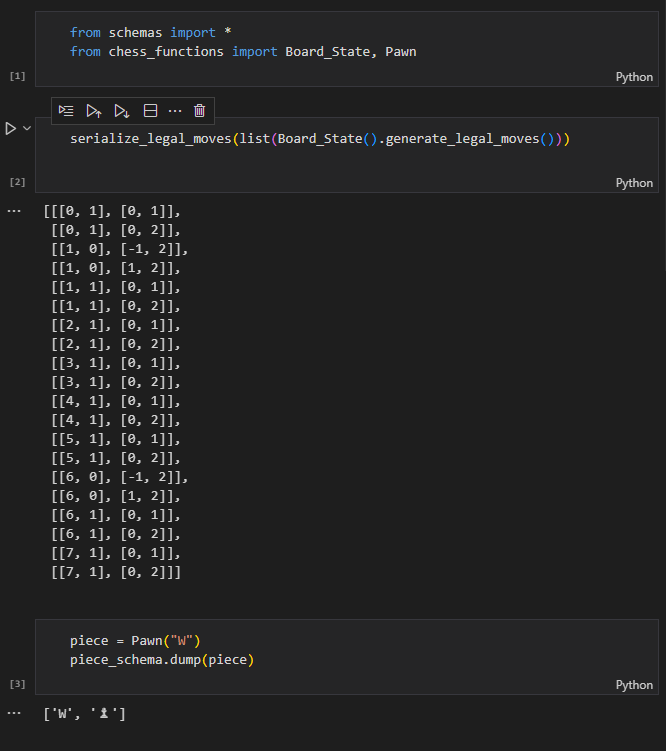 from schemas import *
from chess_functions import Board_State, Pawn
[1]
Python
serialize_legal_moves(list(Board_State().generate_legal_moves()))
[2]
Python
...
[[[0, 1], [0, 1]],
[[0, 1], [0, 2]],
[[1, 0], [-1, 2]],
[[1, 0], [1, 2]],
[[1, 1], [0, 1]],
[[1, 1], [0, 2]],
[[2, 1], [0, 1]],
[[2, 1], [0, 2]],
[[3, 1], [0, 1]],
[[3, 1], [0, 2]],
[[4, 1], [0, 1]],
[[4, 1], [0, 2]],
[[5, 1], [0, 1]],
[[5, 1], [0, 2]],
[[6, 0], [-1, 2]],
[[6, 0], [1, 2]],
[[6, 1], [0, 1]],
[[6, 1], [0, 2]],
[[7, 1], [0, 1]],
[[7, 1], [0, 2]]]
piece = Pawn("W")
piece_schema.dump(piece)
[3]
Python
...
['W', '♟']